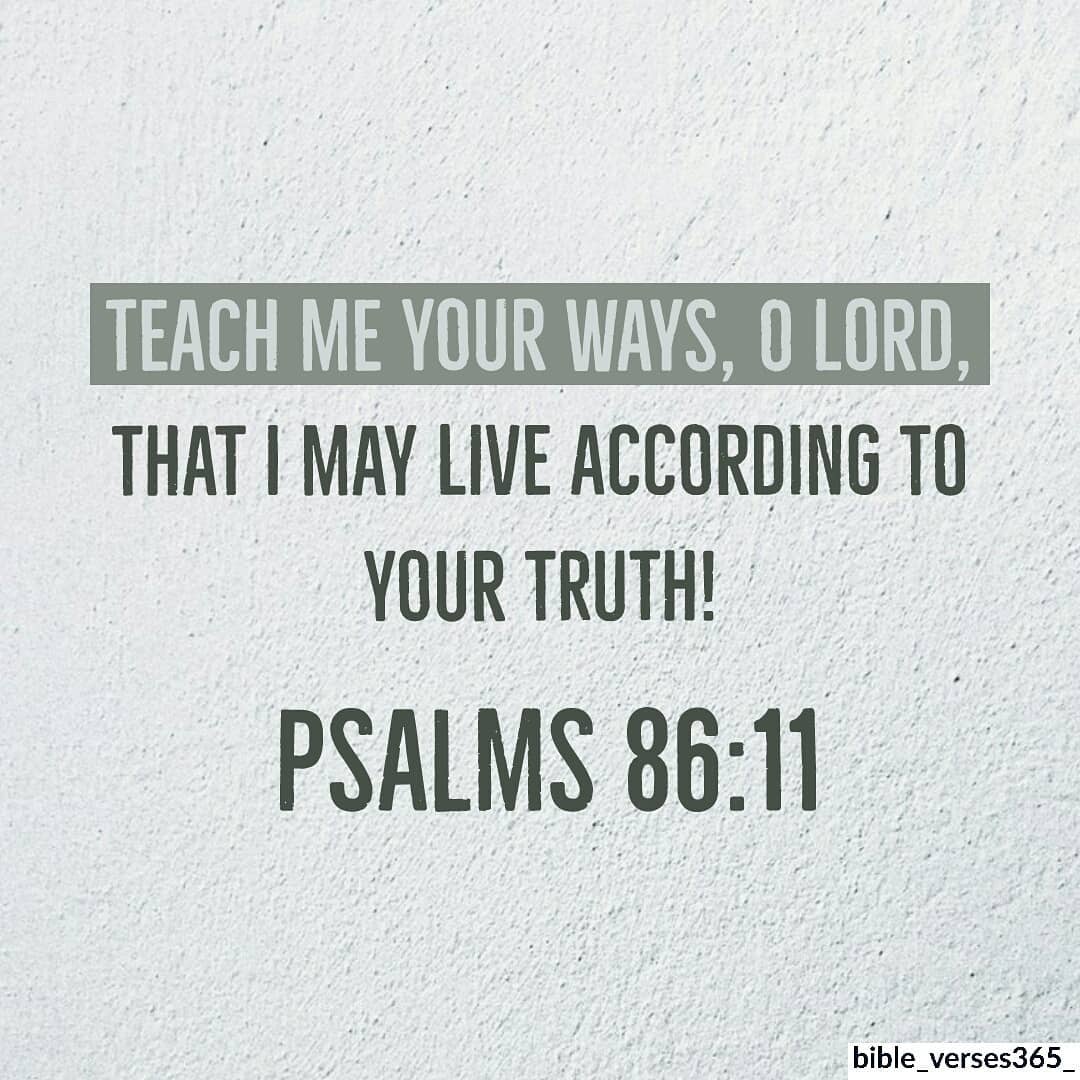 TEACH ME YOUR WAYS, O LORD,
THAT I MAY LIVE ACCORDING TO
YOUR TRUTH!
PSALMS 86:11
bible_verses365_